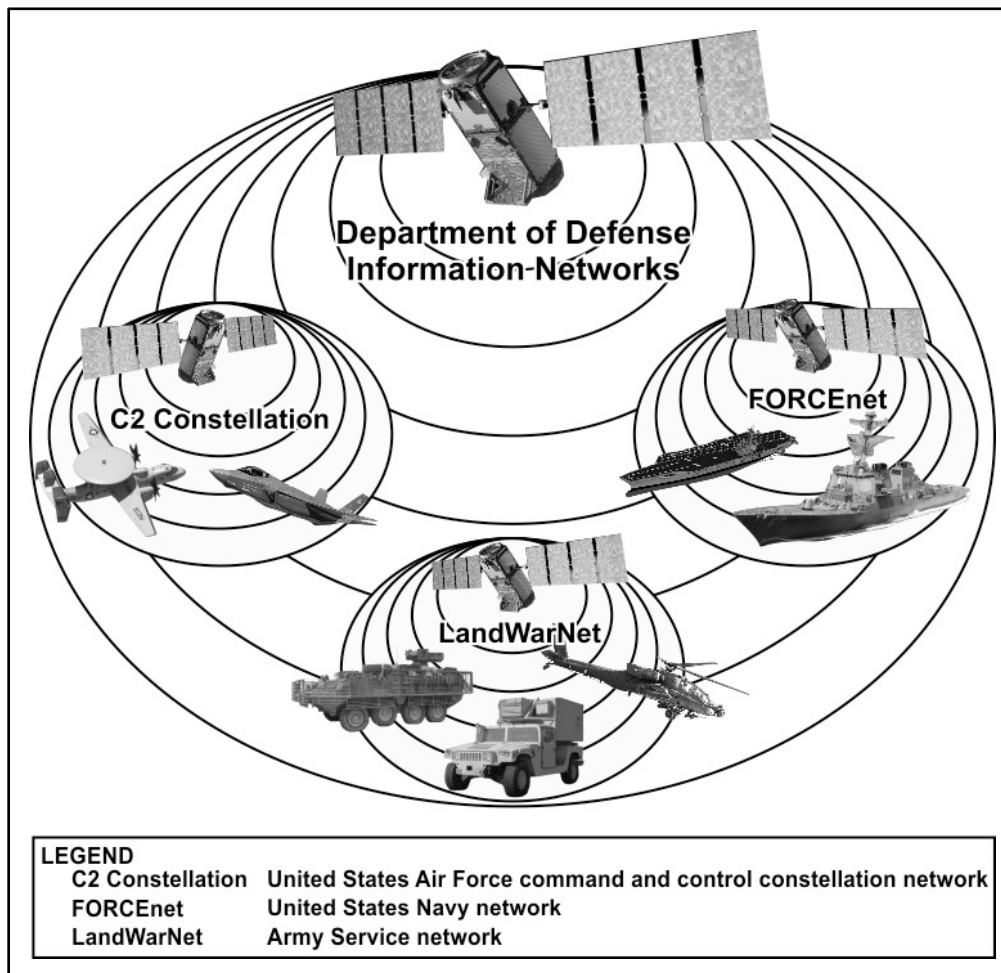 Department of Defense
Information Networks
C2 Constellation
FORCEnet
LandWarNet
LEGEND
C2 Constellation United States Air Force command and control constellation network
FORCEnet United States Navy network
LandWarNet Army Service network